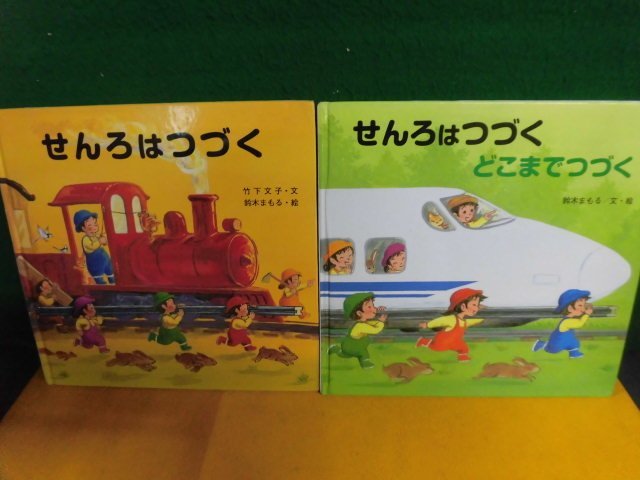 せんろはつづく
竹下文子・文
鈴木まもる・絵
せんろはつづく
どこまでつづく
鈴木まもる／文・絵